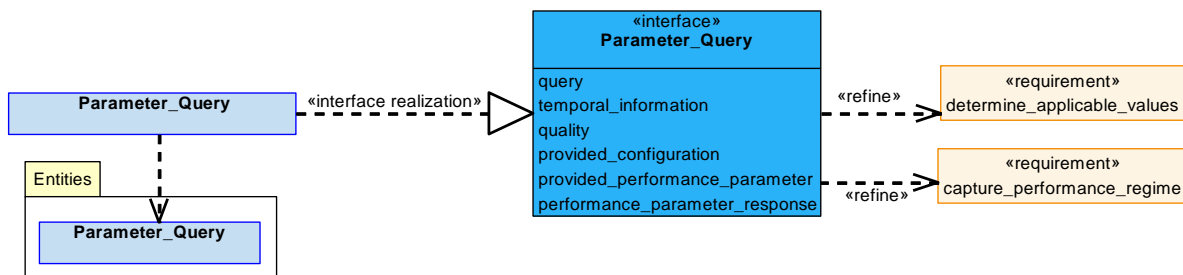 «interface»
Parameter_Query
query
temporal_information
quality
provided_configuration
provided_performance_parameter
performance_parameter_response
Parameter_Query
«interface realization»
«refine»
«requirement»
determine_applicable_values
«refine»
«requirement»
capture_performance_regime
Entities
Parameter_Query